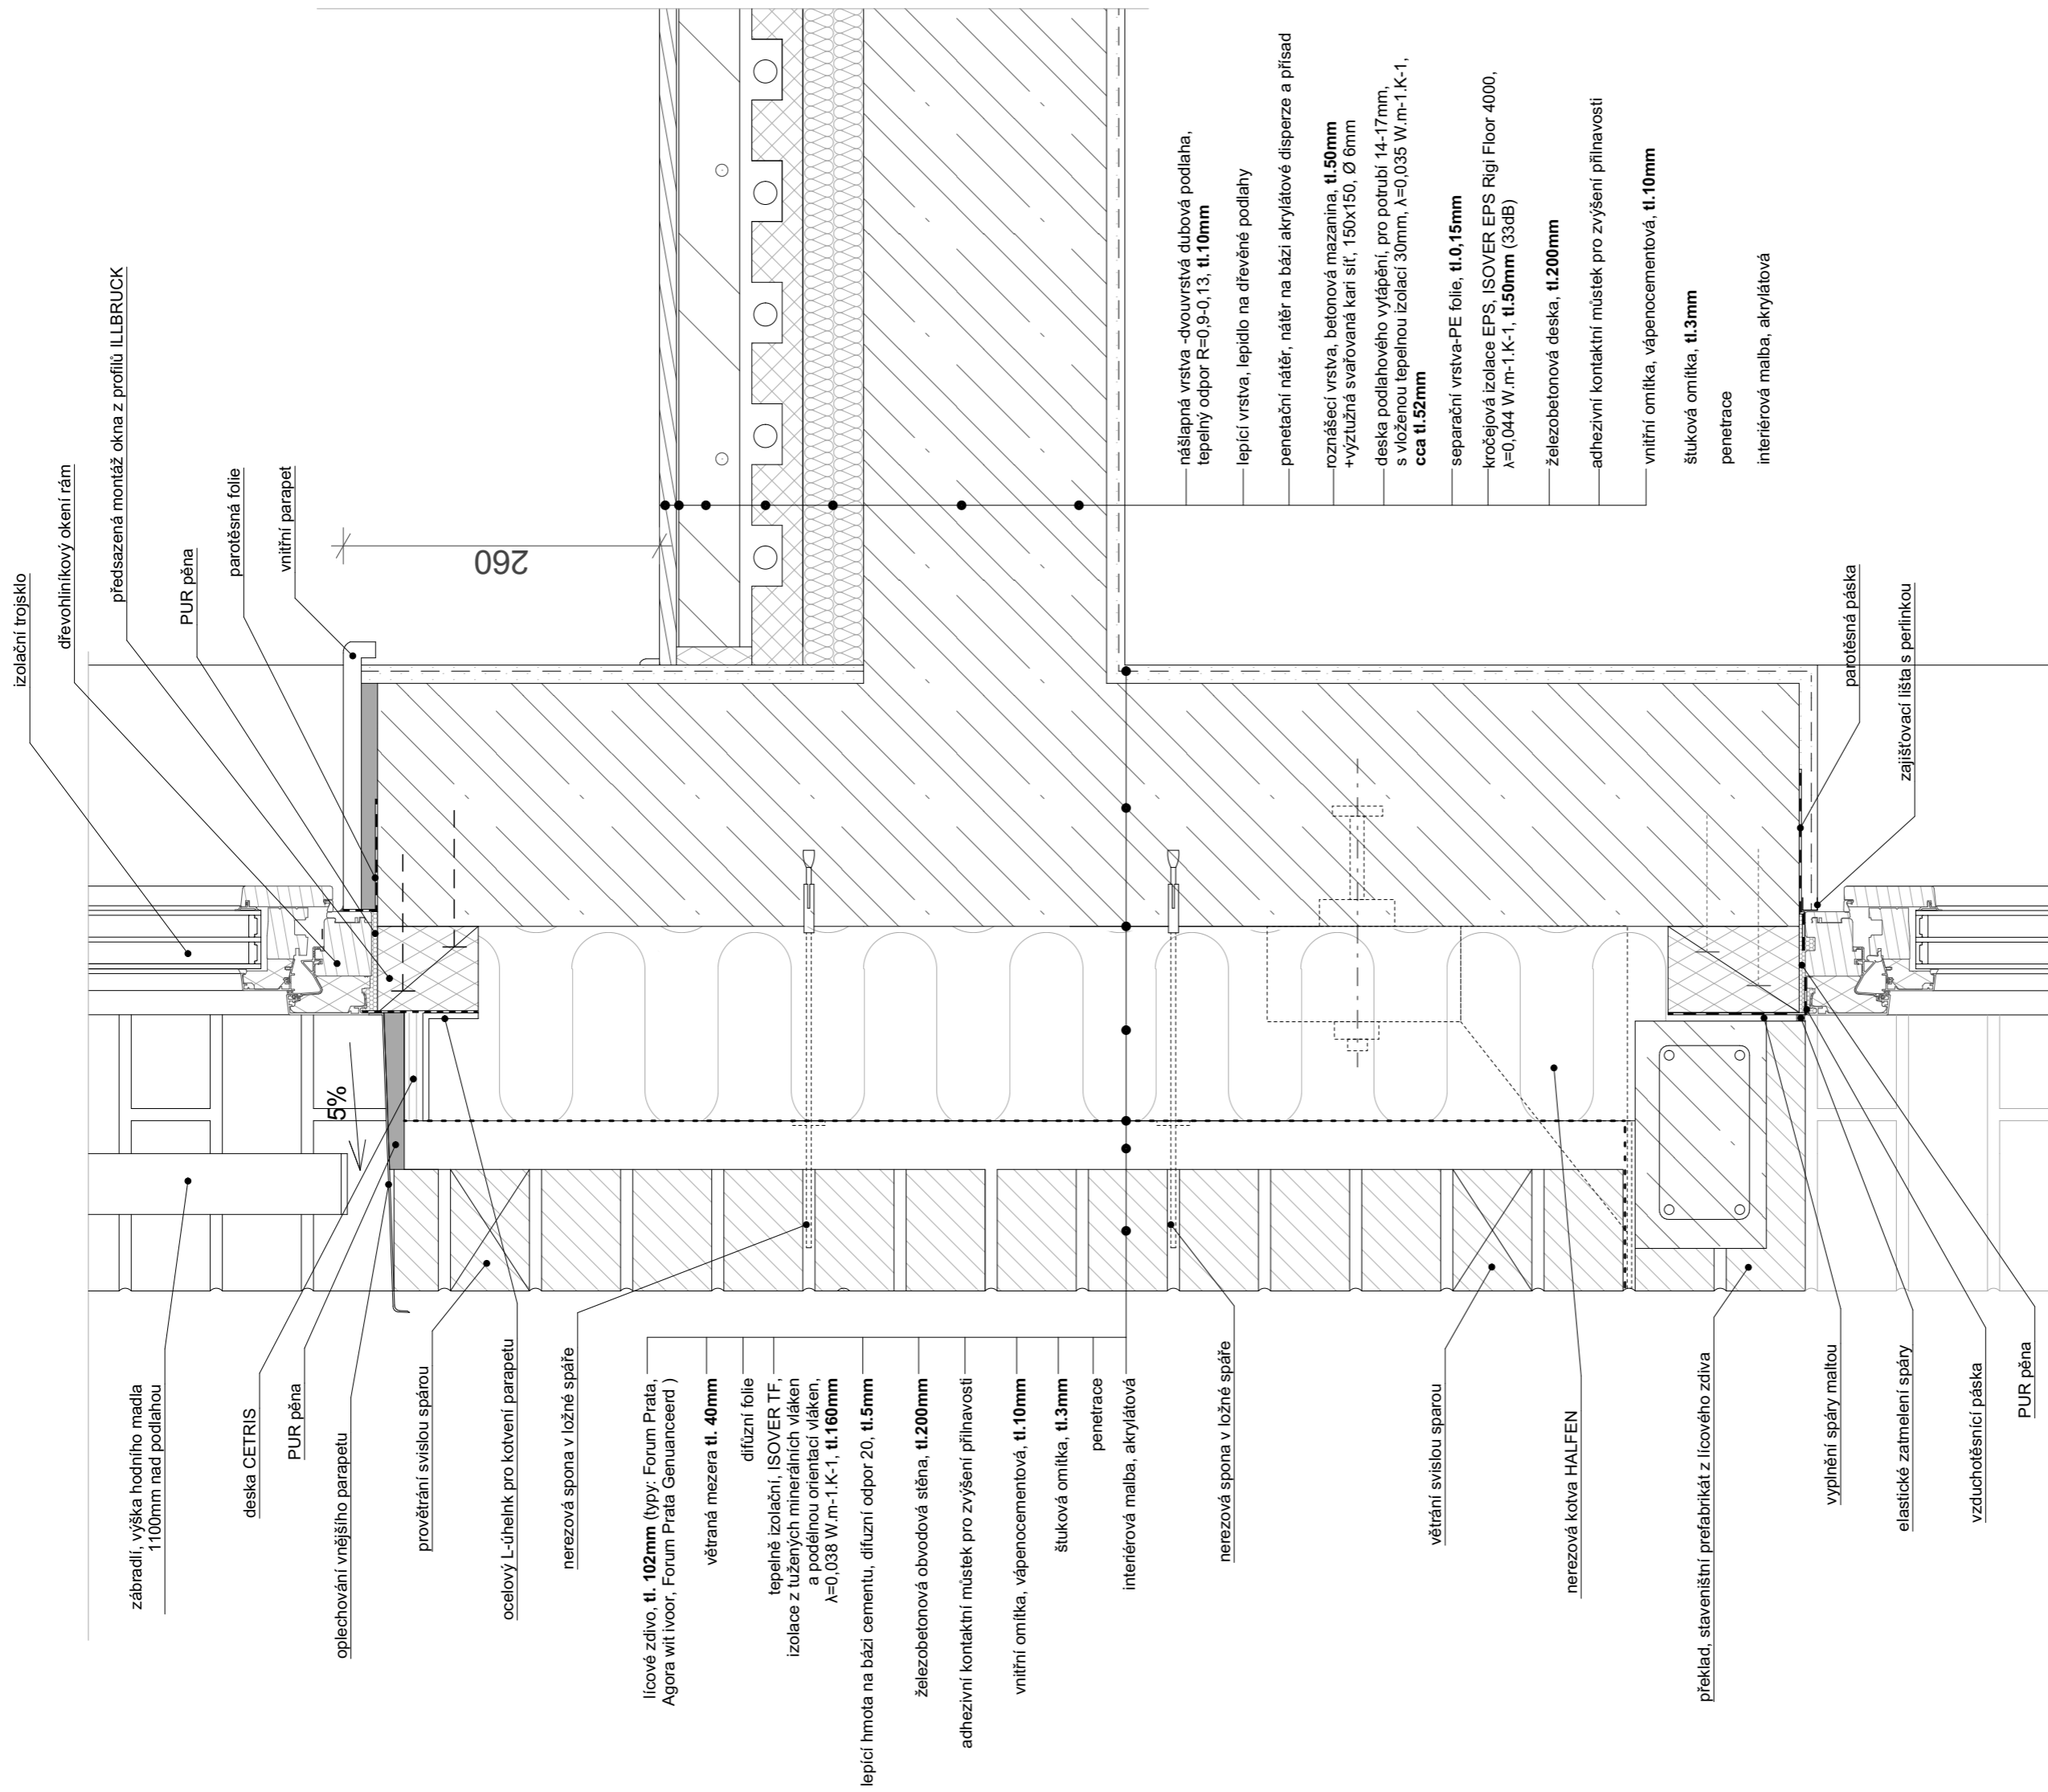 izolační trojsklo
dřevohliníkový okení rám
předsazená montáž okna z profilů ILLBRUCK
PUR pěna
parotěsná folie
vnitřní parapet
260
nášlapná vrstva -dvouvrstvá dubová podlaha,
tepelný odpor R=0,9-0,13, tl.10mm
lepící vrstva, lepidlo na dřevěné podlahy
penetační nátěr, nátěr na bázi akrylátové disperze a přísad
roznášecí vrstva, betonová mazanina, tl.50mm
+výztužná svařovaná kari síť, 150x150, Ø 6mm
deska podlahového vytápění, pro potrubí 14-17mm,
s vloženou tepelnou izolací 30mm, λ=0,035 W.m-1.K-1,
cca tl.52mm
separační vrstva-PE folie, tl.0,15mm
kročejová izolace EPS, ISOVER EPS Rigi Floor 4000,
λ=0,044 W.m-1.K-1, tl.50mm (33dB)
železobetonová deska, tl.200mm
adhezivní kontaktní můstek pro zvýšení přilnavosti
vnitřní omítka, vápenocementová, tl.10mm
štuková omítka, tl.3mm
penetrace
interiérová malba, akrylátová
parotěsná páska
zajišťovací lišta s perlinkou
5%
zábradlí, výška hodního madla
1100mm nad podlahou
deska CETRIS
PUR pěna
oplechování vnějšího parapetu
provětrání svislou spárou
ocelový L-úhelník pro kotvení parapetu
nerezová spona v ložné spáře
lícové zdivo, tl. 102mm (typy: Forum Prata,
Agora wit ivoor, Forum Prata Genuanceerd )
větraná mezera tl. 40mm
difůzní folie
tepelně izolační, ISOVER TF,
izolace z tužených minerálních vláken
a podélnou orientací vláken,
λ=0,038 W.m-1.K-1, tl.160mm
lepící hmota na bázi cementu, difuzní odpor 20, tl.5mm
železobetonová obvodová stěna, tl.200mm
adhezivní kontaktní můstek pro zvýšení přilnavosti
vnitřní omítka, vápenocementová, tl.10mm
štuková omítka, tl.3mm
penetrace
interiérová malba, akrylátová
nerezová spona v ložné spáře
větrání svislou sparou
nerezová kotva HALFEN
překlad, staveništní prefabrikát z lícového zdiva
vyplnění spáry maltou
elastické zatmelení spáry
vzduchotěsnící páska
PUR pěna